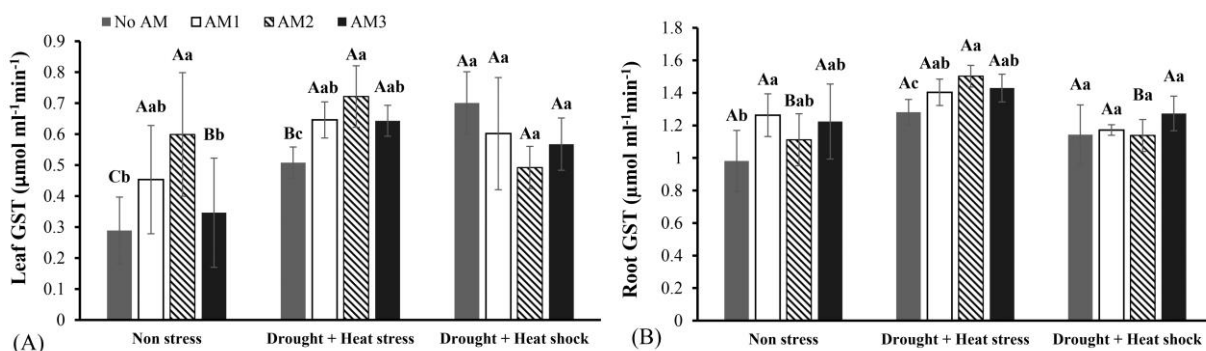 No AM AM1 AM2 AM3
Leaf GST (µmol ml⁻¹min⁻¹)
0.9
0.8
0.7
0.6
0.5
0.4
0.3
0.2
0.1
0
Cb Aab Aa Bb
Bc Aab Aa Aab
Aa Aa Aa Aa
Non stress Drought + Heat stress Drought + Heat shock
(A)
Root GST (µmol ml⁻¹min⁻¹)
1.8
1.6
1.4
1.2
1
0.8
0.6
0.4
0.2
0
Ab Aa Bab Aab
Ac Aab Aa Aab
Aa Aa Ba Aa
Non stress Drought + Heat stress Drought + Heat shock
(B)